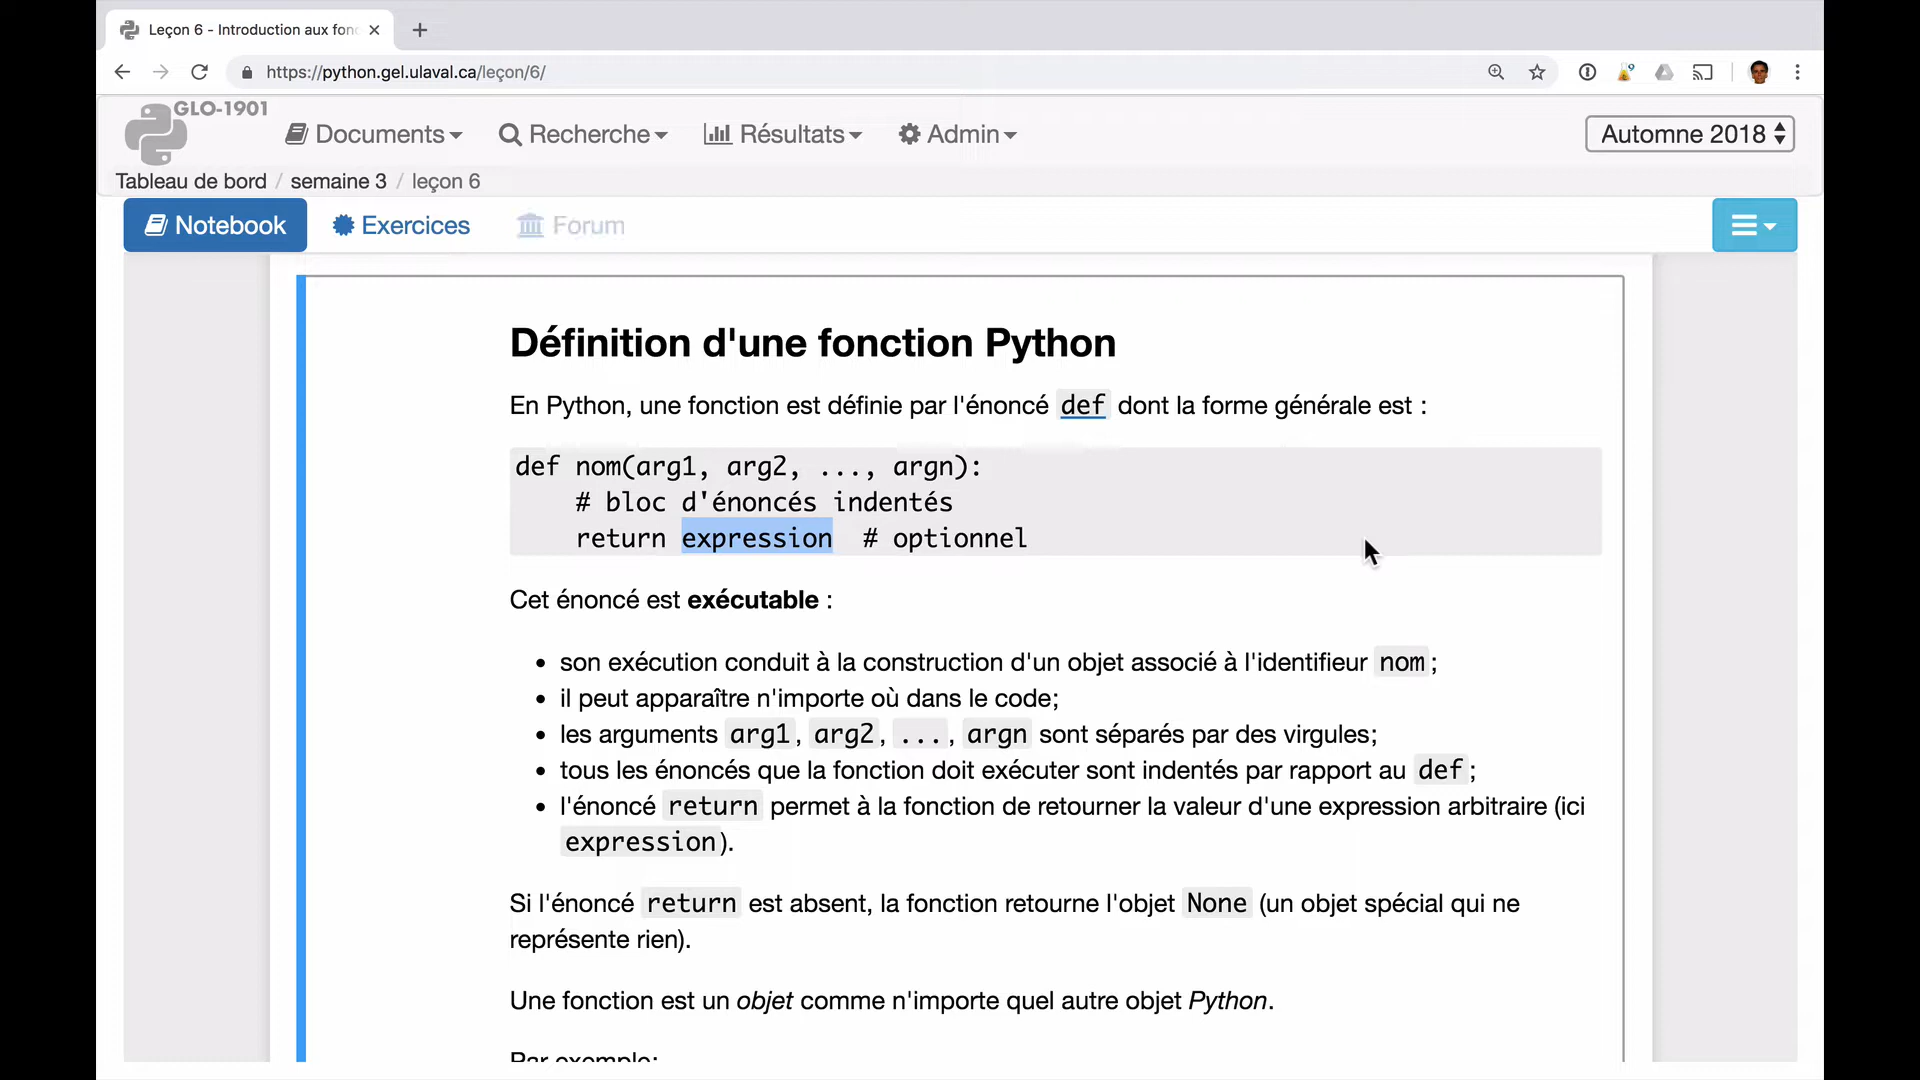 Leçon 6 - Introduction aux fon
https://python.gel.ulaval.ca/leçon/6/
GLO-1901
Documents
Recherche
Résultats
Admin
Automne 2018
Tableau de bord / semaine 3 / leçon 6
Notebook
Exercices
Forum
Définition d'une fonction Python
En Python, une fonction est définie par l'énoncé def dont la forme générale est :
def nom(arg1, arg2, ..., argn):
# bloc d'énoncés indentés
return expression # optionnel
Cet énoncé est exécutable :
• son exécution conduit à la construction d'un objet associé à l'identifieur nom;
• il peut apparaître n'importe où dans le code;
• les arguments arg1, arg2, ..., argn sont séparés par des virgules;
• tous les énoncés que la fonction doit exécuter sont indentés par rapport au def;
• l'énoncé return permet à la fonction de retourner la valeur d'une expression arbitraire (ici
expression).
Si l'énoncé return est absent, la fonction retourne l'objet None (un objet spécial qui ne
représente rien).
Une fonction est un objet comme n'importe quel autre objet Python.
Par exemple: